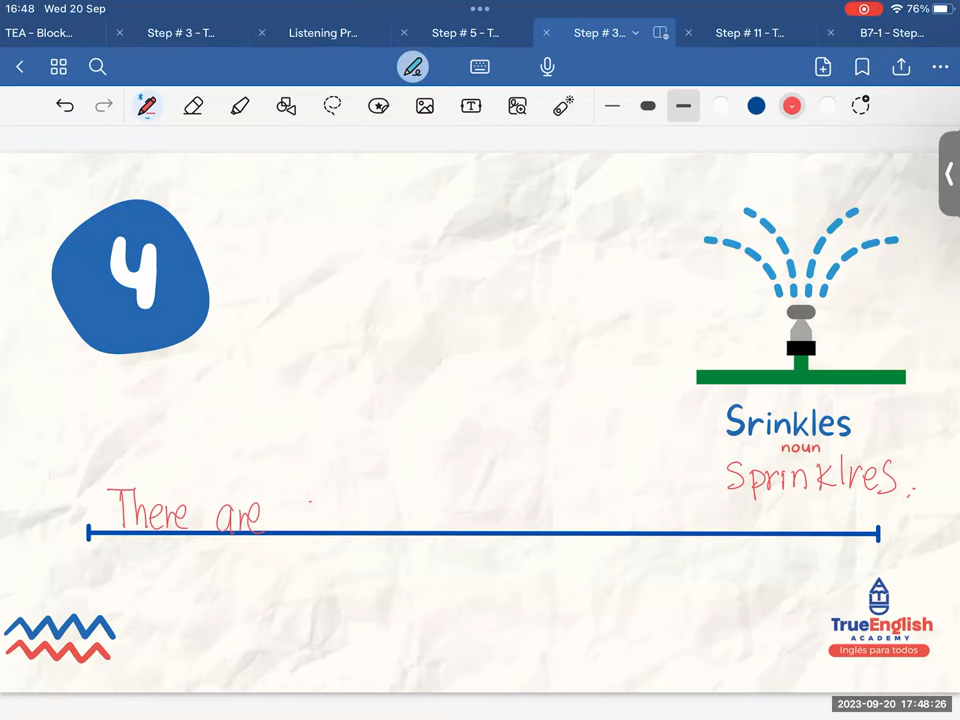 16:48 Wed 20 Sep 76%
TEA - Block... Step # 3 - T... Listening Pr... Step # 5 - T... Step # 3... Step # 11 - T... B7-1 - Step...
4
Srinkles
noun
Sprinklres.
There are
TrueEnglish
ACADEMY
Inglés para todos
2023-09-20 17:48:26